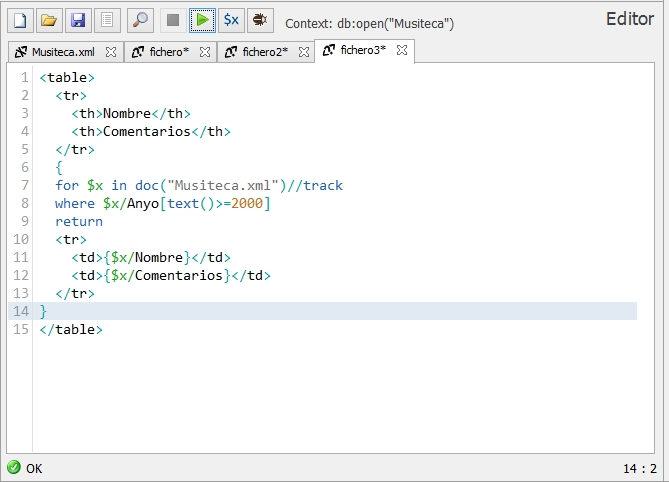 Context: db:open("Musiteca")
Editor
$x
Musiteca.xml
fichero*
fichero2*
fichero3*
1 <table>
2   <tr>
3     <th>Nombre</th>
4     <th>Comentarios</th>
5   </tr>
6   {
7   for $x in doc("Musiteca.xml")//track
8   where $x/Anyo[text()>=2000]
9   return
10   <tr>
11     <td>{$x/Nombre}</td>
12     <td>{$x/Comentarios}</td>
13   </tr>
14 }
15 </table>
OK
14 : 2